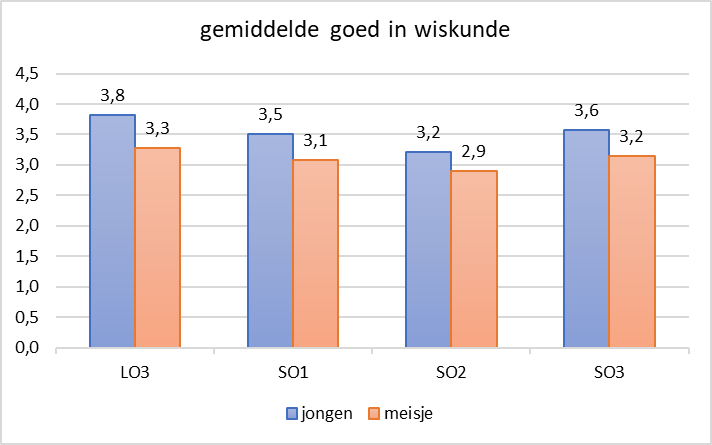 gemiddelde goed in wiskunde
4,5
4,0
3,5
3,0
2,5
2,0
1,5
1,0
0,5
0,0
3,8
3,3
3,5
3,1
3,2
2,9
3,6
3,2
LO3
SO1
SO2
SO3
jongen
meisje